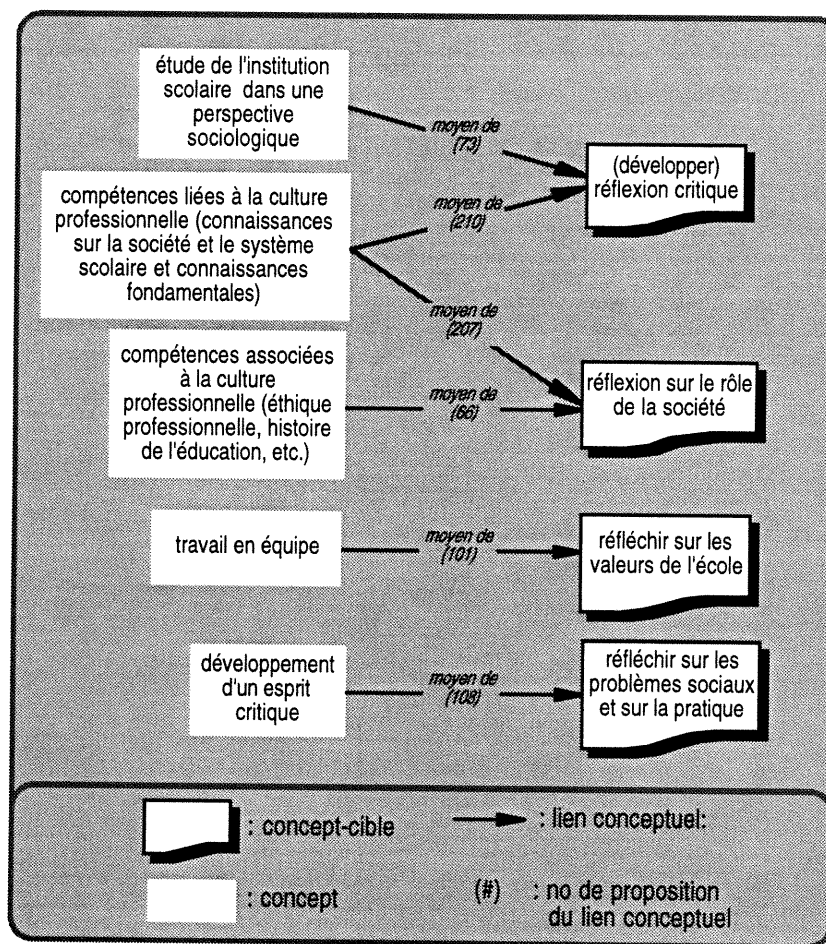 étude de l'institution
scolaire dans une
perspective
sociologique
moyen de
(73)
(développer)
réflexion critique
compétences liées à la culture
professionnelle (connaissances
sur la société et le système
scolaire et connaissances
fondamentales)
moyen de
(210)
moyen de
(207)
compétences associées
à la culture
professionnelle (éthique
professionnelle, histoire
de l'éducation, etc.)
moyen de
(66)
réflexion sur le rôle
de la société
travail en équipe
moyen de
(101)
réfléchir sur les
valeurs de l'école
développement
d'un esprit
critique
moyen de
(108)
réfléchir sur les
problèmes sociaux
et sur la pratique
: concept-cible
: lien conceptuel:
: concept
(#) : no de proposition
du lien conceptuel